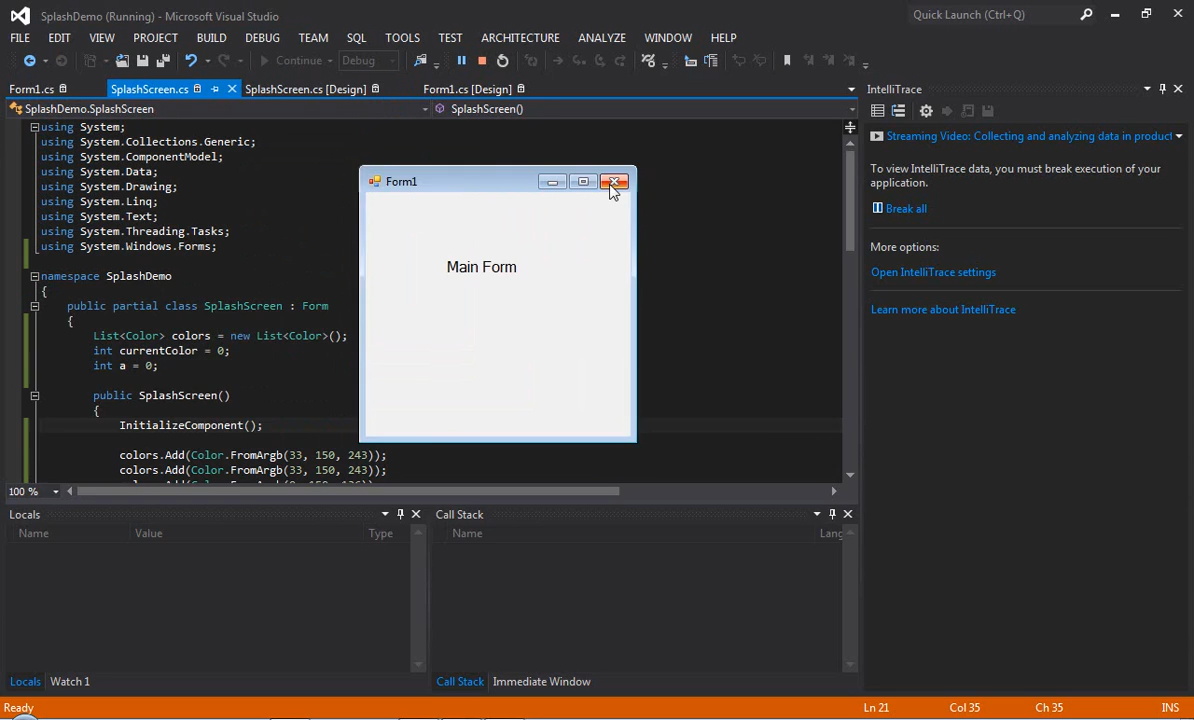 SplashDemo (Running) - Microsoft Visual Studio
Quick Launch (Ctrl+Q)
FILE EDIT VIEW PROJECT BUILD DEBUG TEAM SQL TOOLS TEST ARCHITECTURE ANALYZE WINDOW HELP
Continue Debug
Form1.cs SplashScreen.cs SplashScreen.cs [Design] Form1.cs [Design]
SplashDemo.SplashScreen SplashScreen()
using System;
using System.Collections.Generic;
using System.ComponentModel;
using System.Data;
using System.Drawing;
using System.Linq;
using System.Text;
using System.Threading.Tasks;
using System.Windows.Forms;
namespace SplashDemo
{
public partial class SplashScreen : Form
{
List<Color> colors = new List<Color>();
int currentColor = 0;
int a = 0;
public SplashScreen()
{
InitializeComponent();
colors.Add(Color.FromArgb(33, 150, 243));
colors.Add(Color.FromArgb(33, 150, 243));
100 %
Form1
Main Form
IntelliTrace
Streaming Video: Collecting and analyzing data in product
To view IntelliTrace data, you must break execution of your
application.
Break all
More options:
Open IntelliTrace settings
Learn more about IntelliTrace
Locals
Name Value Type
Locals Watch 1
Call Stack
Name Lang
Call Stack Immediate Window
Ready Ln 21 Col 35 Ch 35 INS